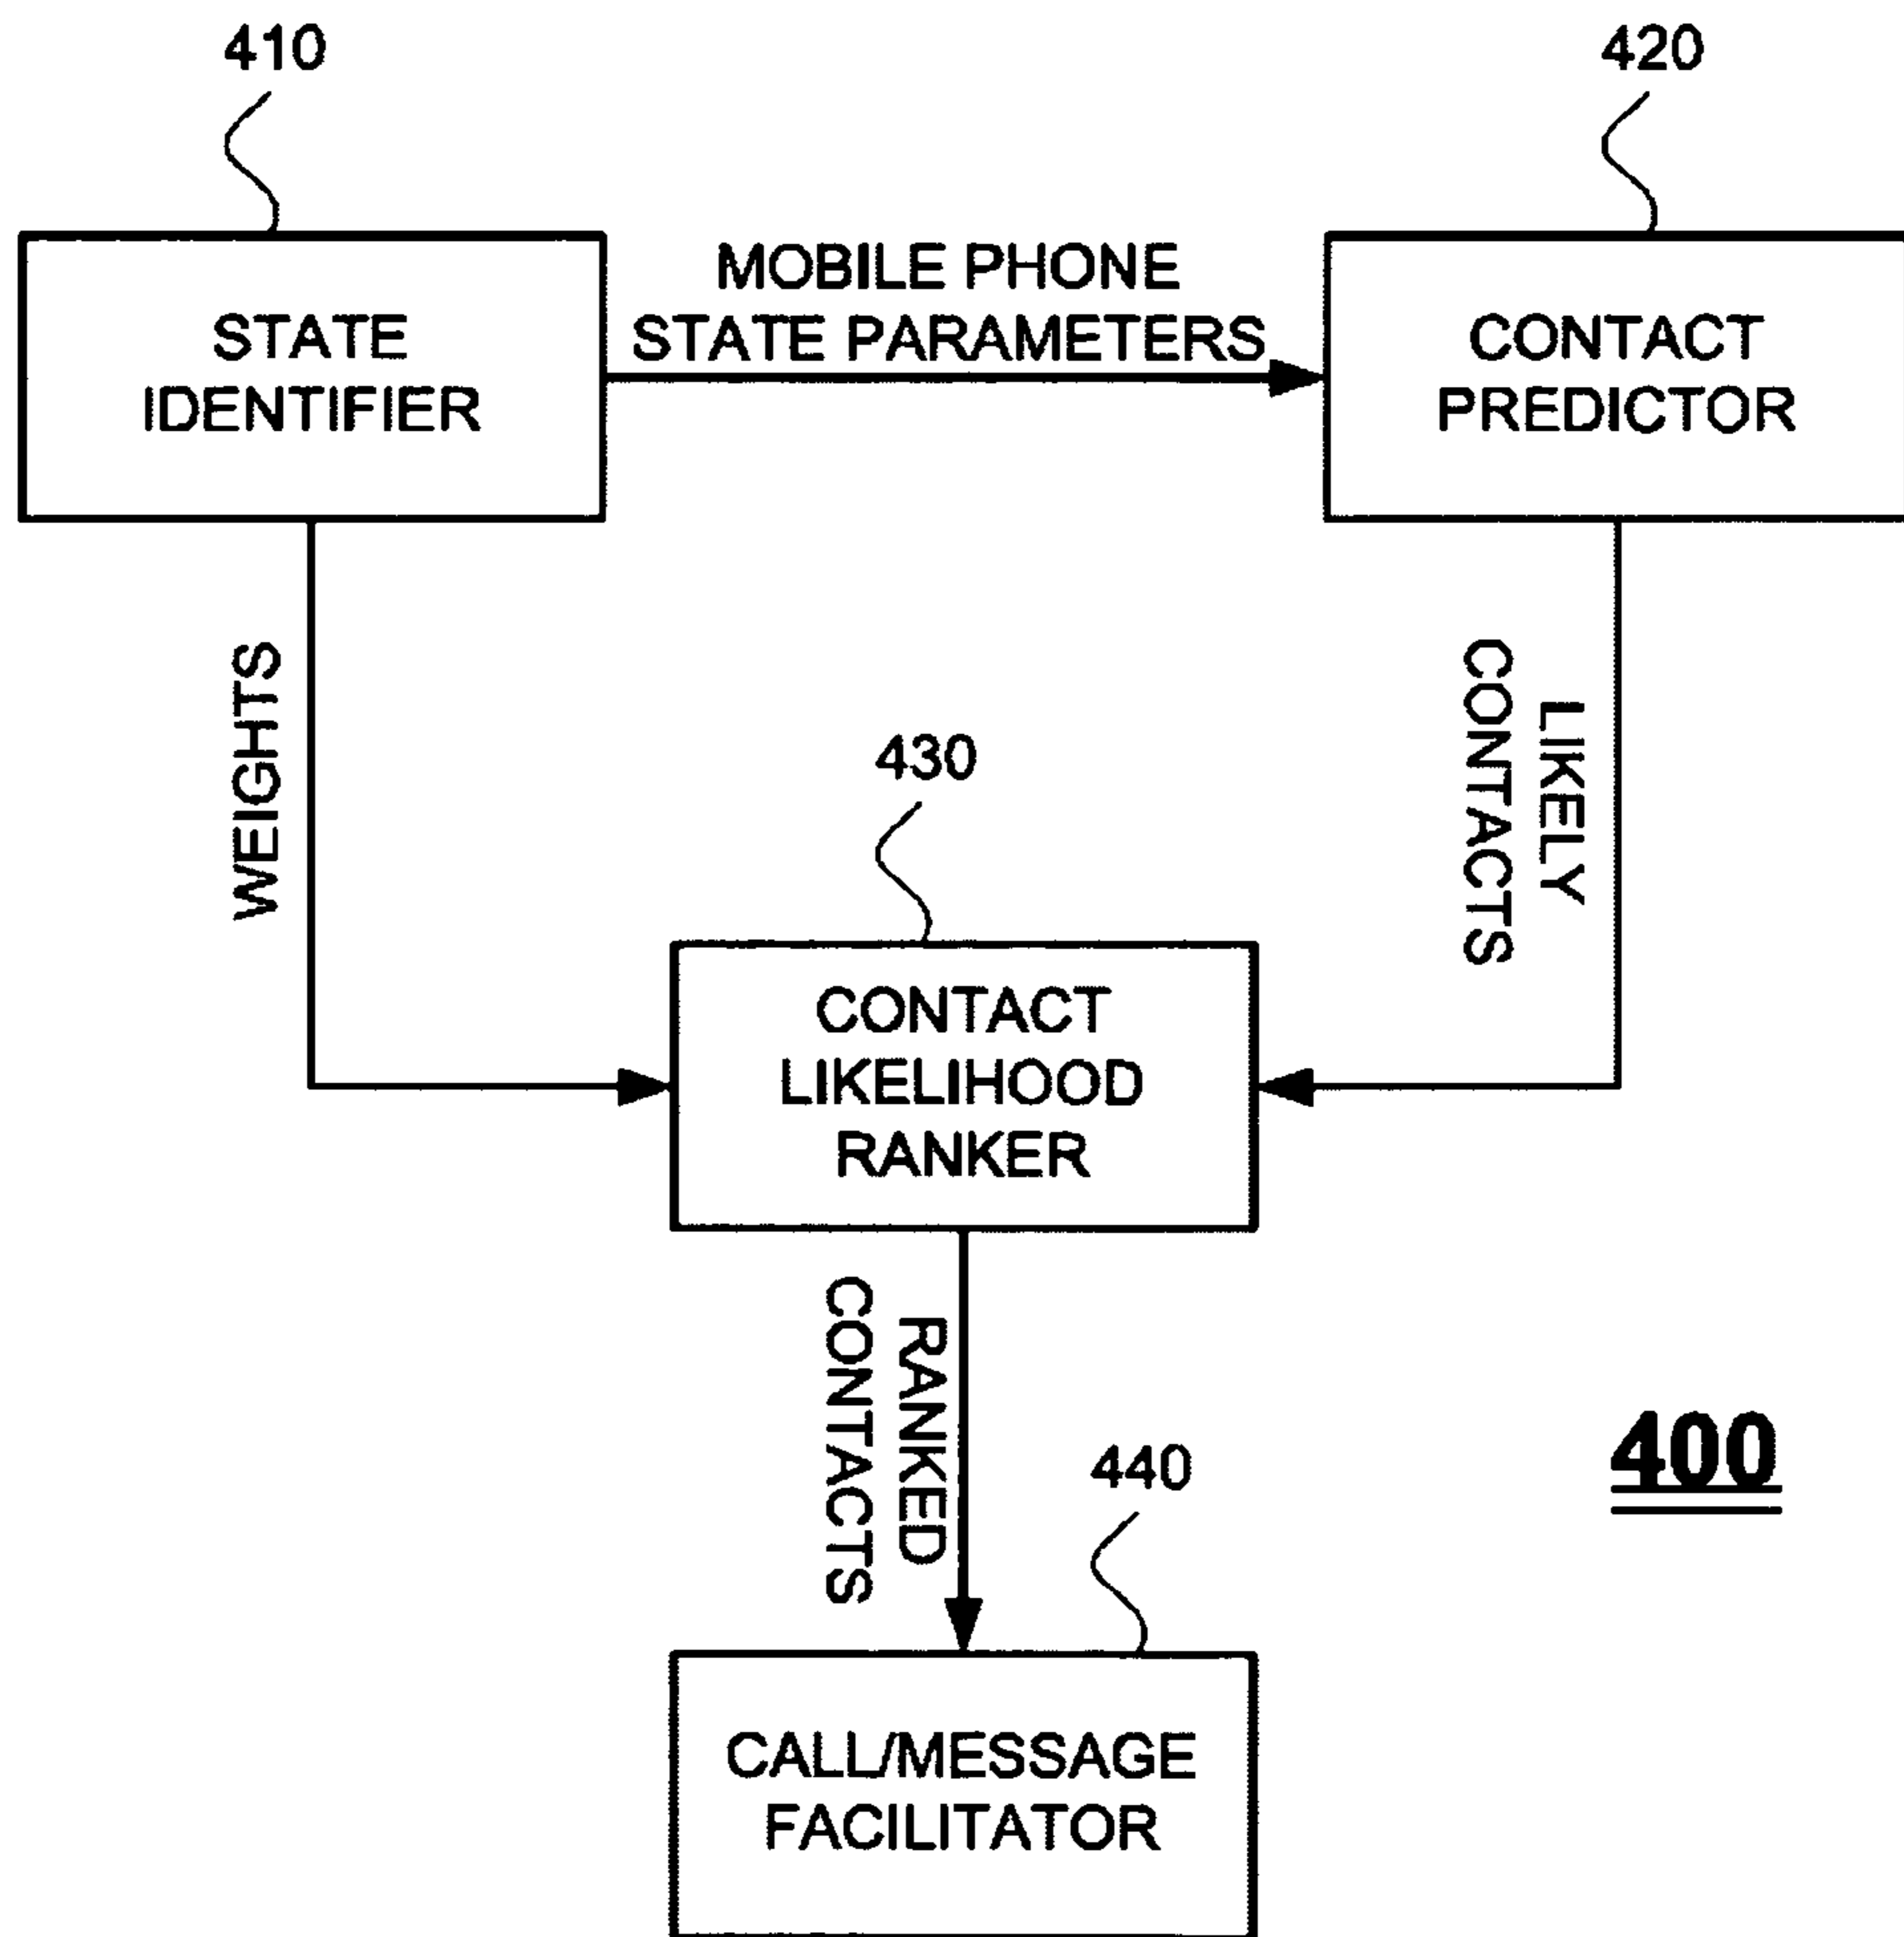 410
420
MOBILE PHONE
STATE PARAMETERS
STATE
IDENTIFIER
CONTACT
PREDICTOR
WEIGHTS
LIKELY
CONTACTS
430
CONTACT
LIKELIHOOD
RANKER
RANKED
CONTACTS
400
440
CALL/MESSAGE
FACILITATOR